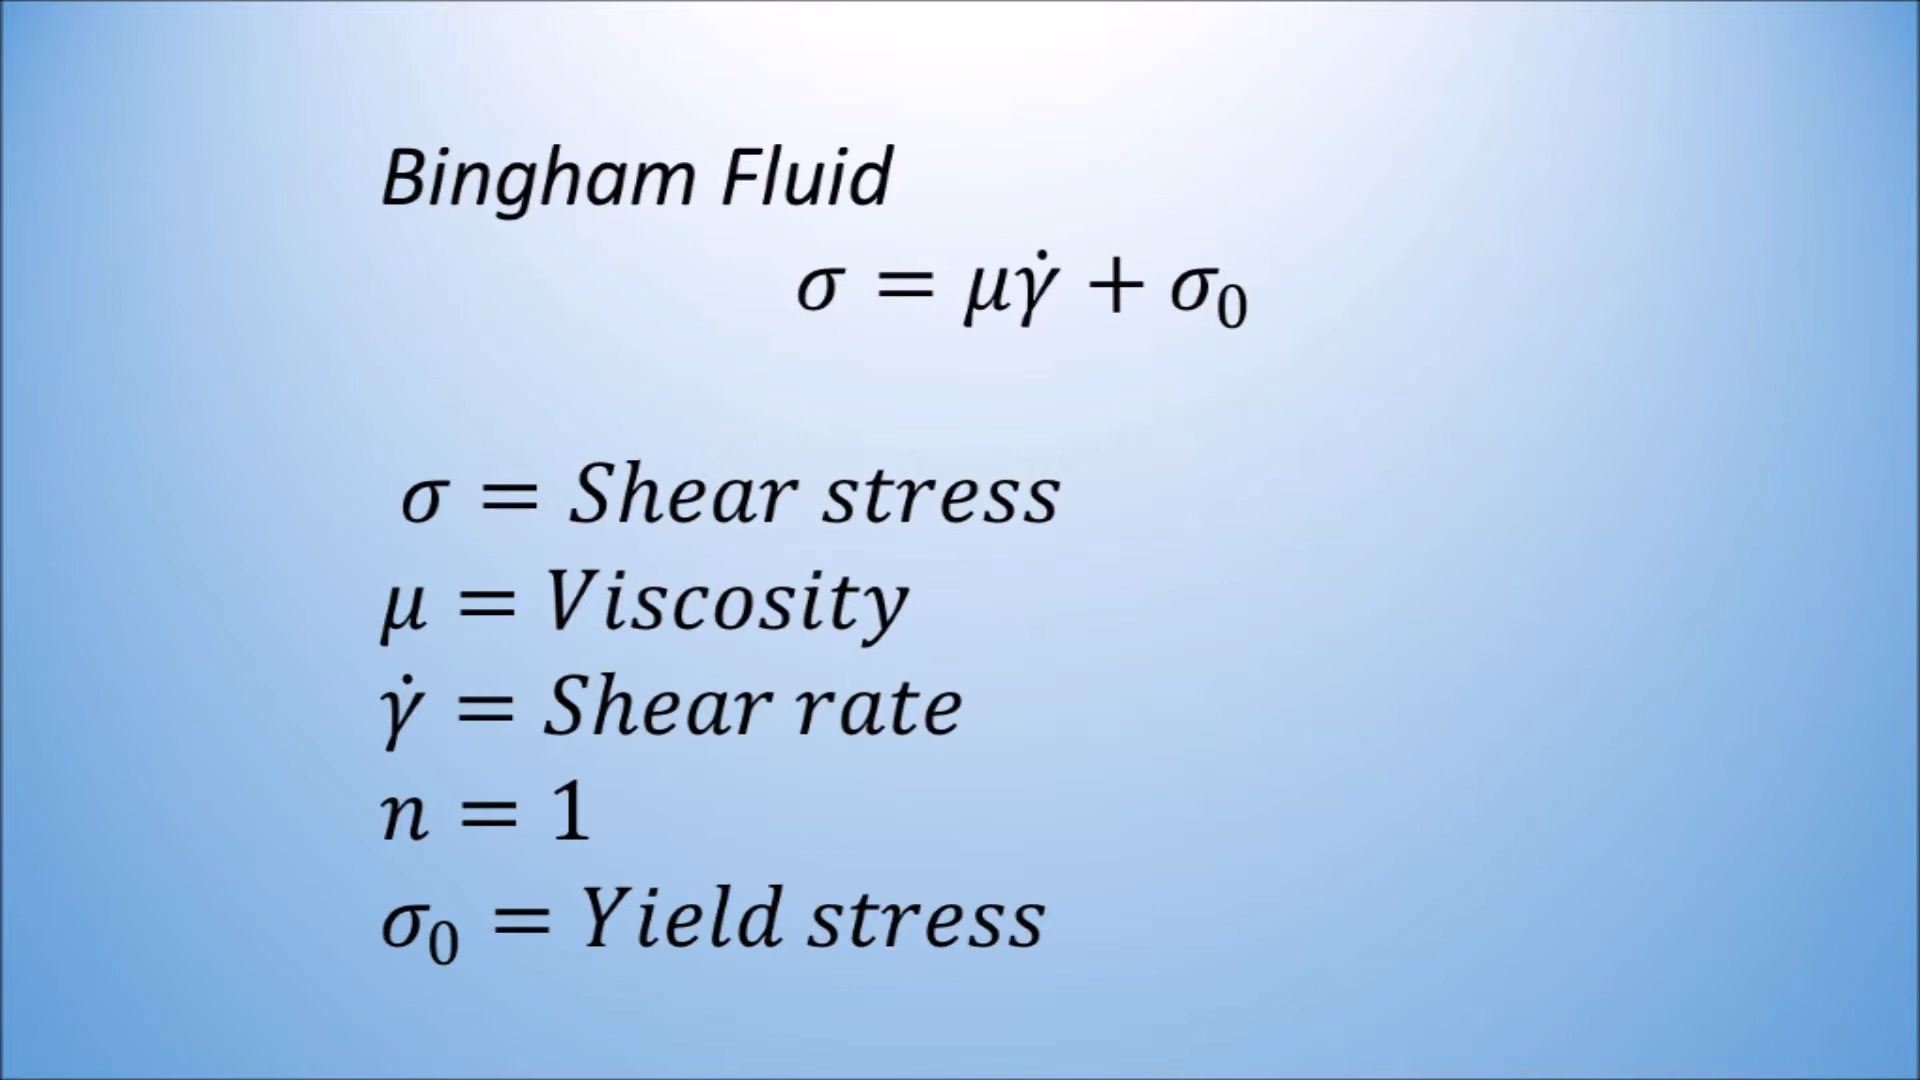 Bingham Fluid
σ = μγ̇ + σ₀
σ = Shear stress
μ = Viscosity
γ̇ = Shear rate
n = 1
σ₀ = Yield stress